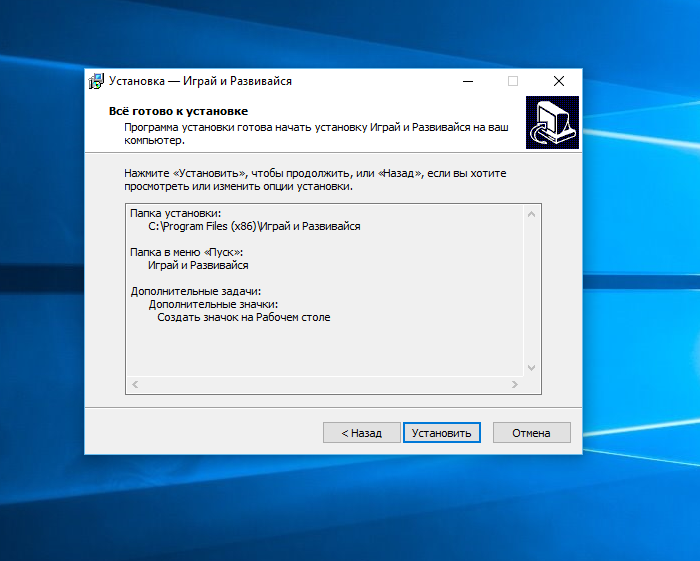 Установка — Играй и Развивайся
Всё готово к установке
Программа установки готова начать установку Играй и Развивайся на ваш
компьютер.
Нажмите «Установить», чтобы продолжить, или «Назад», если вы хотите
просмотреть или изменить опции установки.
Папка установки:
C:\Program Files (x86)\Играй и Развивайся
Папка в меню «Пуск»:
Играй и Развивайся
Дополнительные задачи:
Дополнительные значки:
Создать значок на Рабочем столе
< Назад
Установить
Отмена